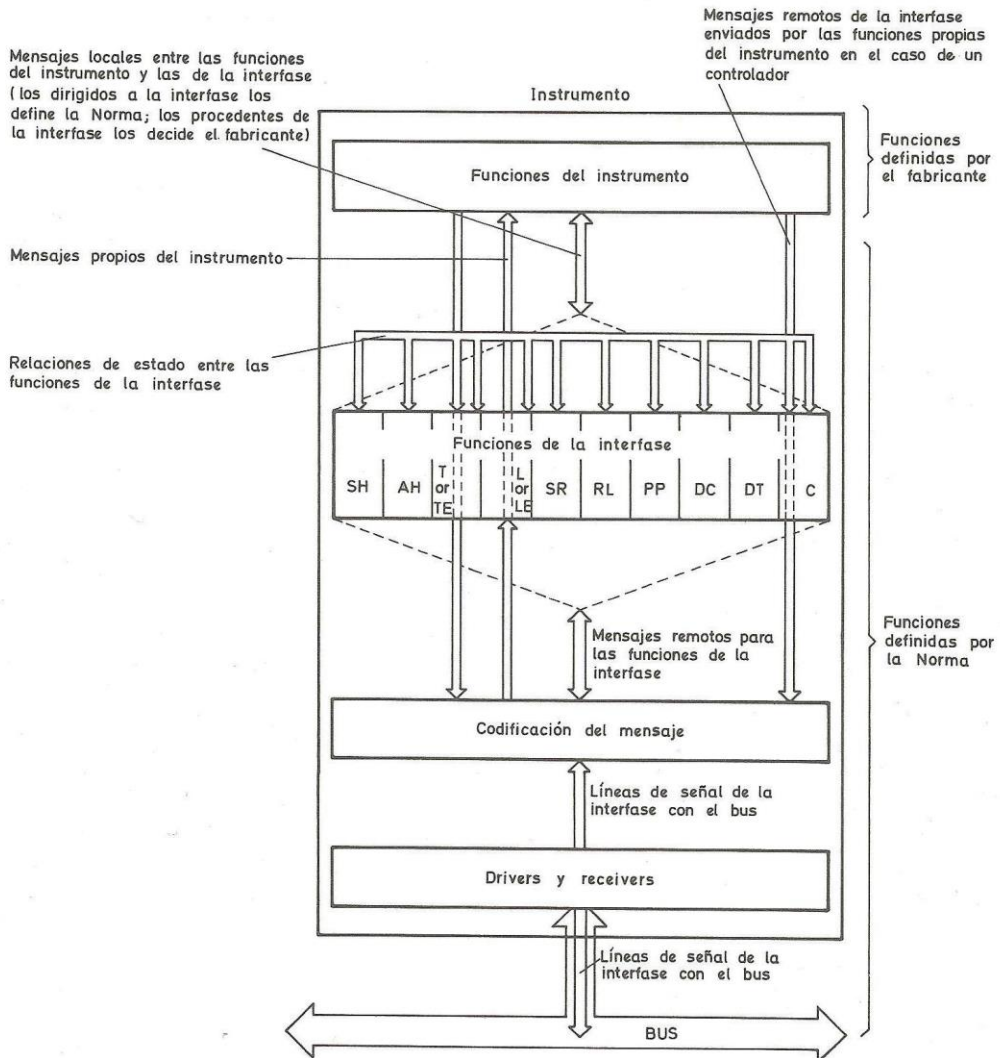 Mensajes remotos de la interfase
enviados por las funciones propias
del instrumento en el caso de un
controlador
Mensajes locales entre las funciones
del instrumento y las de la interfase
(los dirigidos a la interfase los
define la Norma; los procedentes de
la interfase los decide el fabricante)
Instrumento
Funciones
definidas por
el fabricante
Funciones del instrumento
Mensajes propios del instrumento
Relaciones de estado entre las
funciones de la interfase
Funciones de la interfase
SH
AH
T
or
TE
L
or
LE
SR
RL
PP
DC
DT
C
Mensajes remotos para
las funciones de la
interfase
Funciones
definidas por
la Norma
Codificación del mensaje
Líneas de señal de la
interfase con el bus
Drivers y receivers
Líneas de señal de la
interfase con el bus
BUS